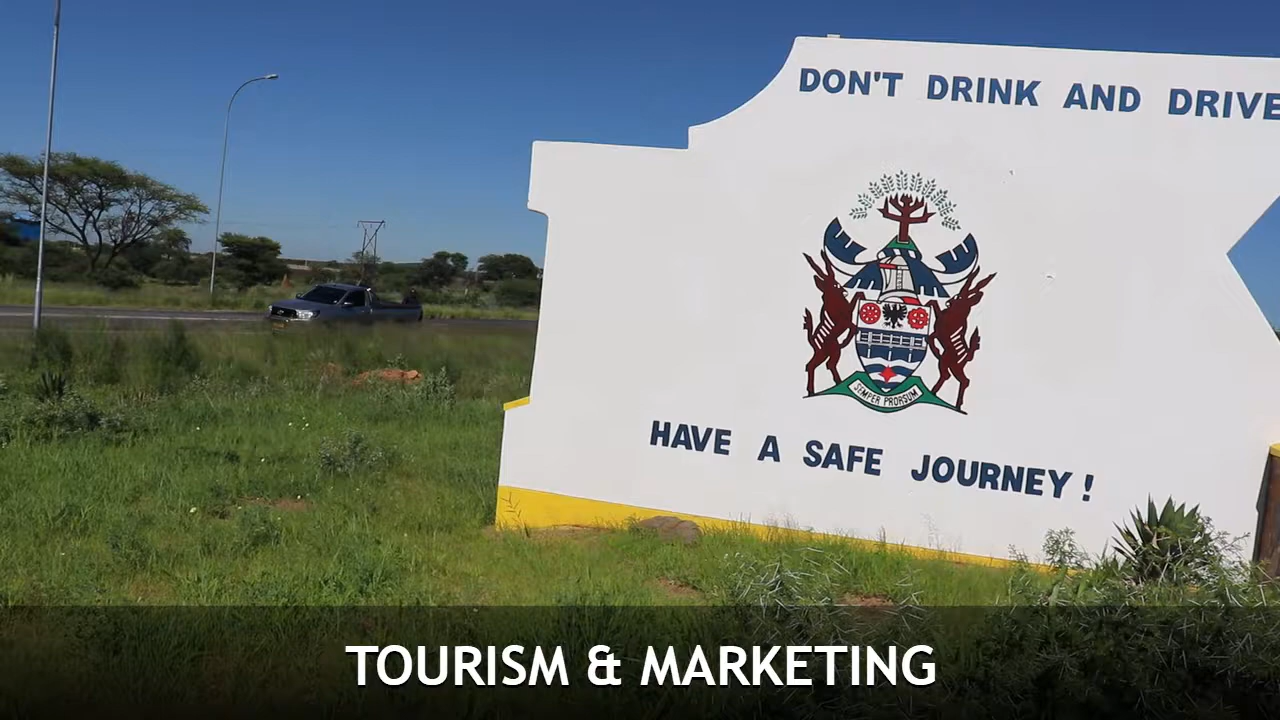 DON'T DRINK AND DRIVE
SEMPER PRORSUM
HAVE A SAFE JOURNEY!
TOURISM & MARKETING